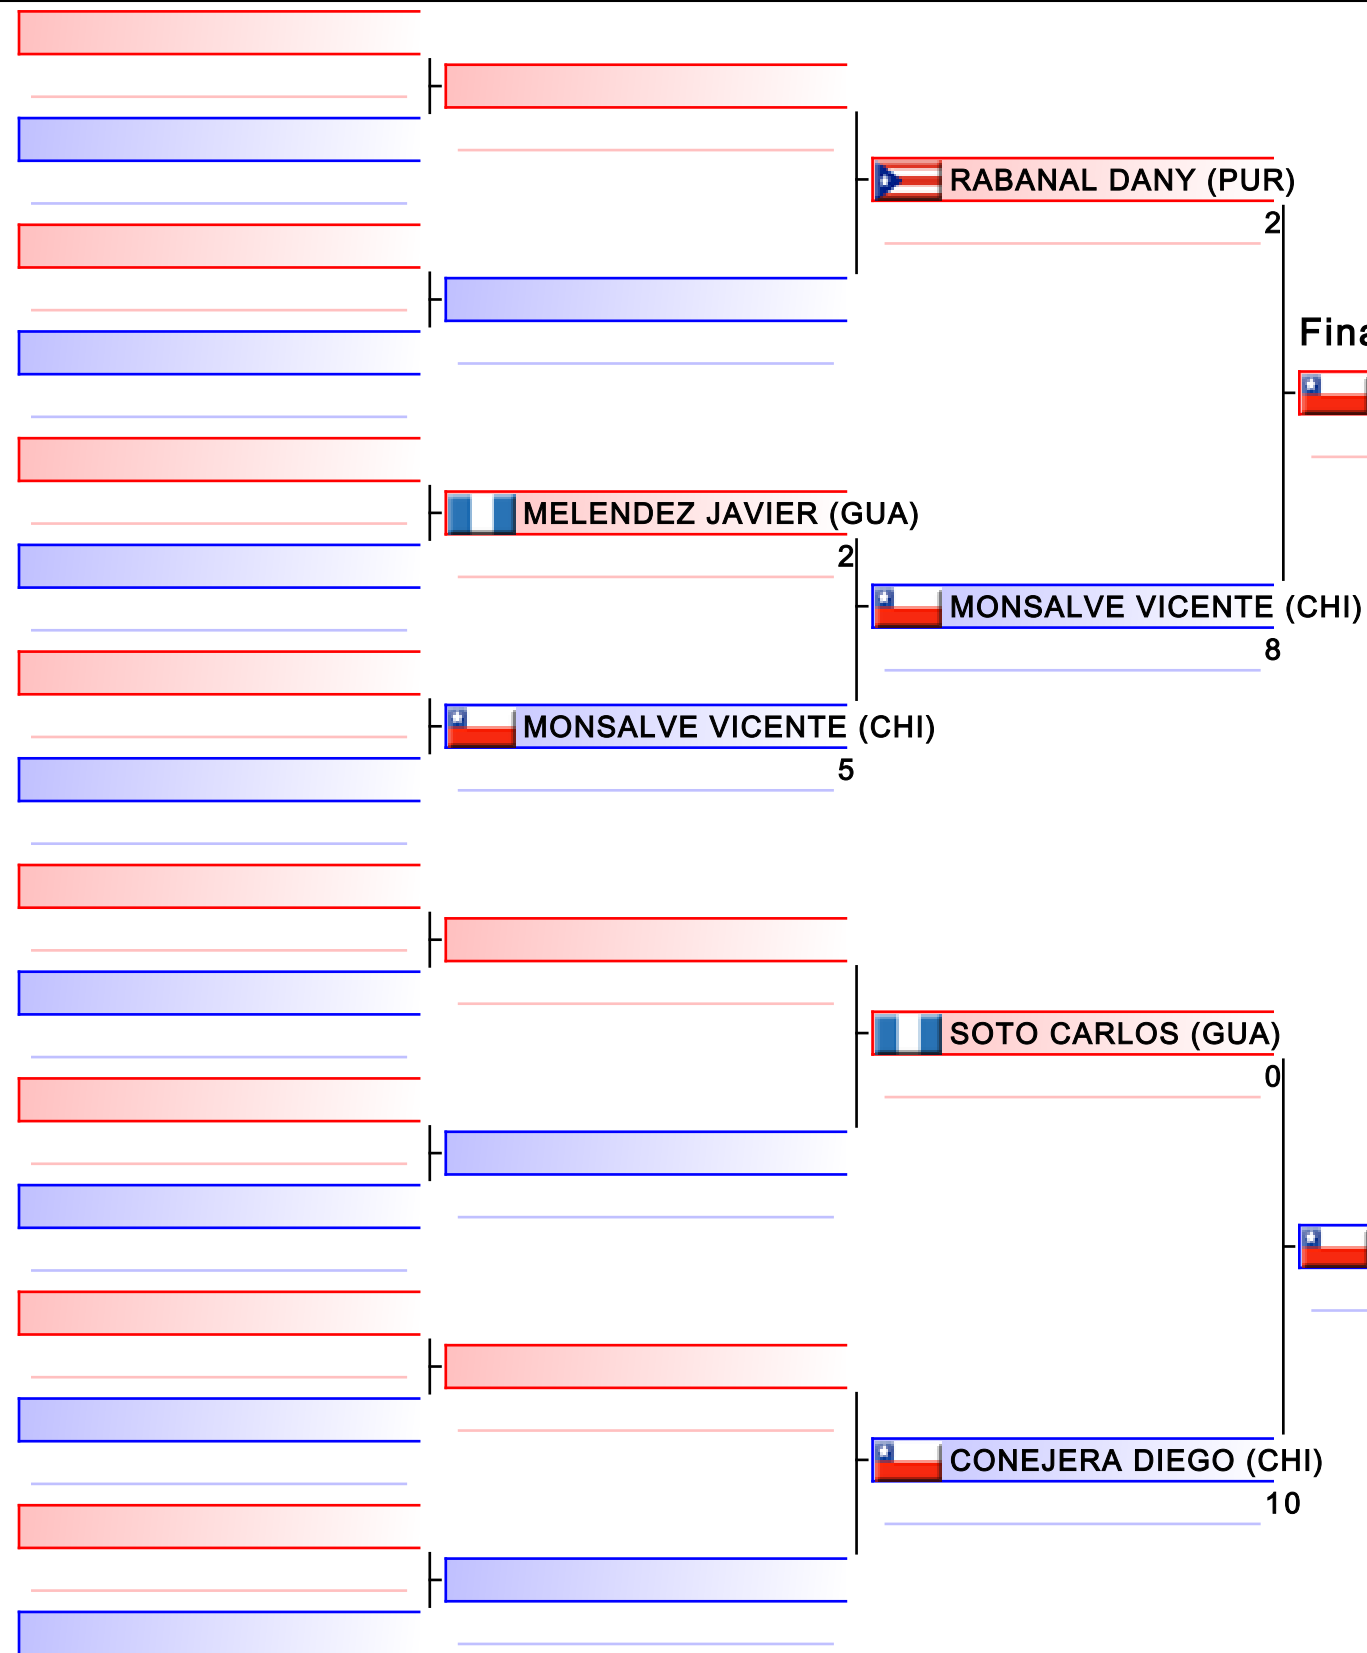 RABANAL DANY (PUR)
2
MELENDEZ JAVIER (GUA)
2
MONSALVE VICENTE (CHI)
8
MONSALVE VICENTE (CHI)
5
SOTO CARLOS (GUA)
0
CONEJERA DIEGO (CHI)
10